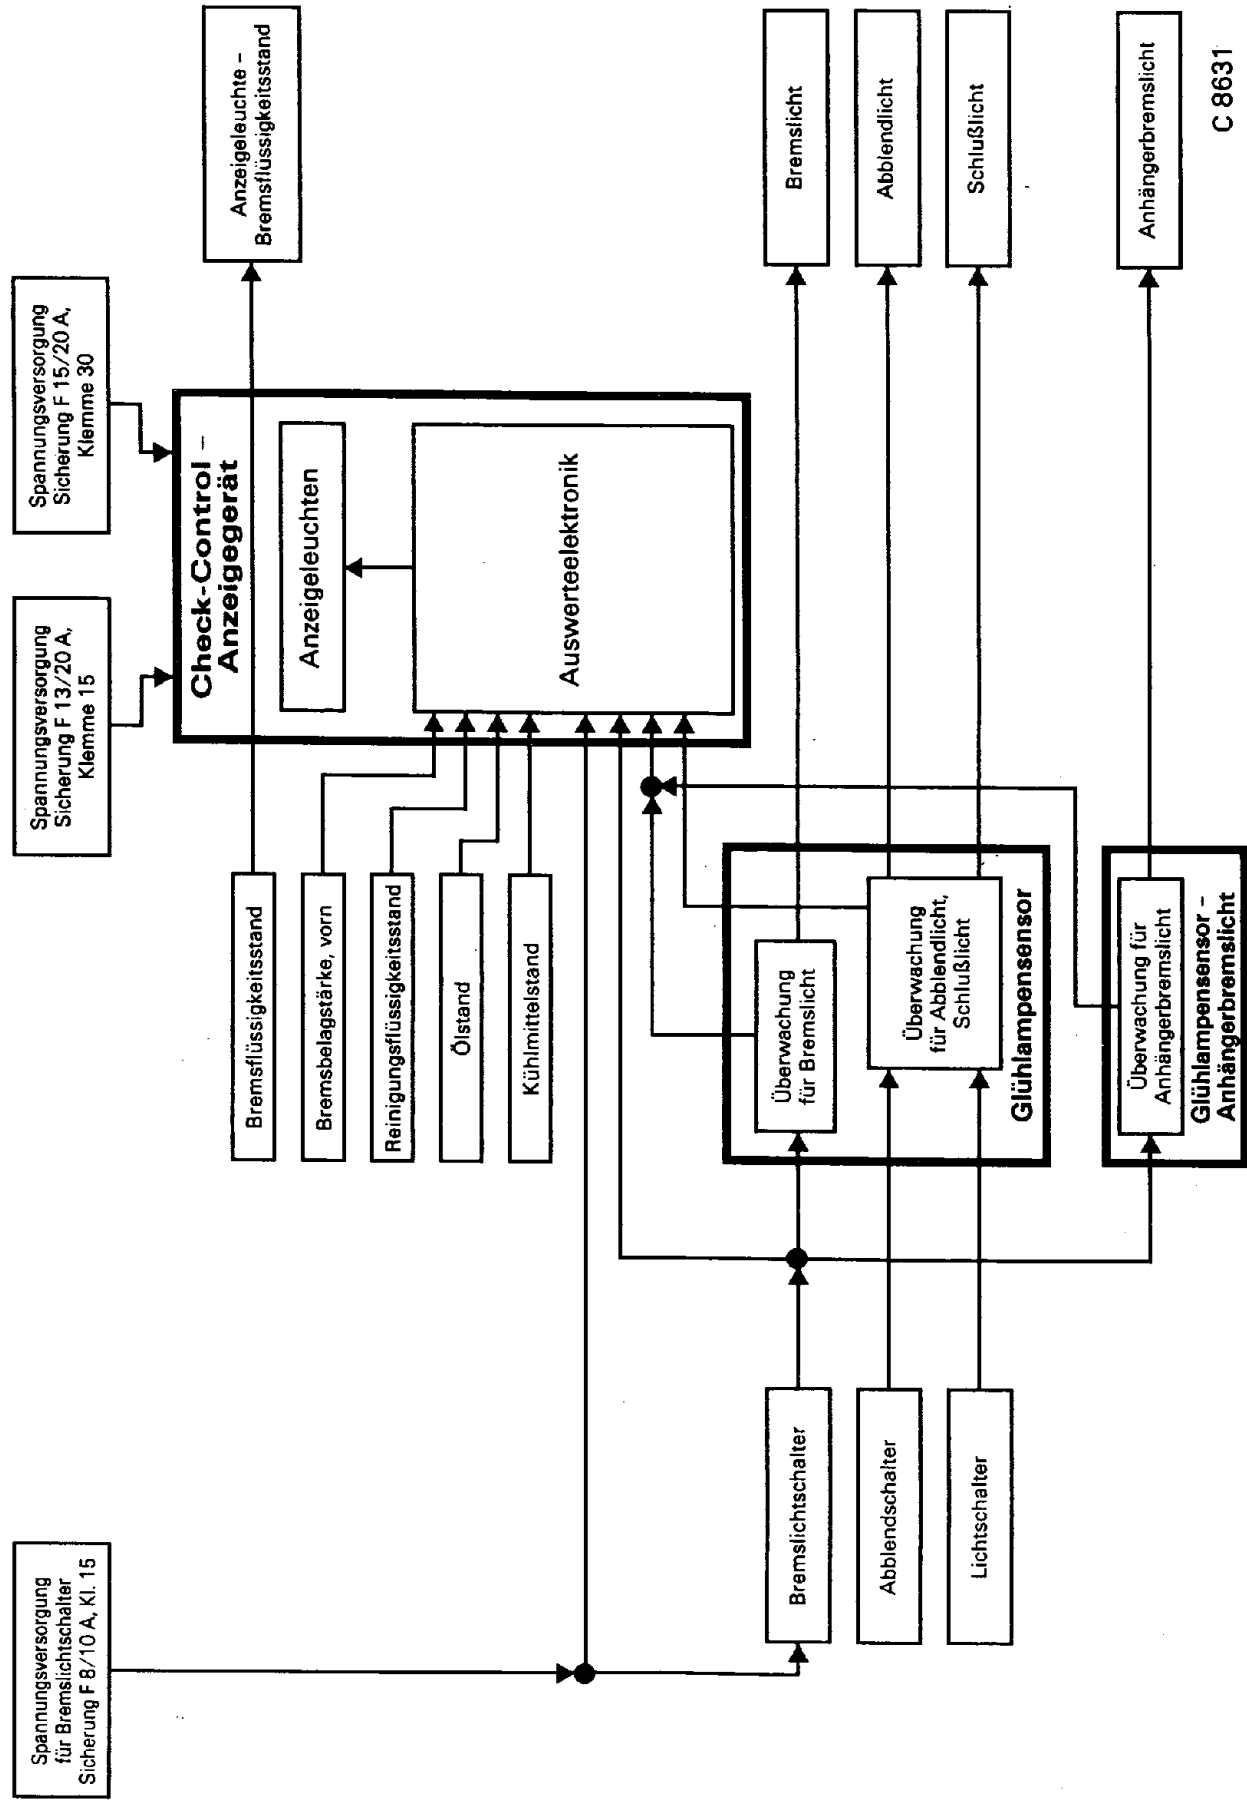 Spannungsversorgung
für Bremslichtschalter
Sicherung F 8/10 A, Kl. 15
Spannungsversorgung
Sicherung F 13/20 A,
Klemme 15
Spannungsversorgung
Sicherung F 15/20 A,
Klemme 30
Check-Control –
Anzeigegerät
Anzeigeleuchte –
Bremsflüssigkeitsstand
Bremsflüssigkeitsstand
Bremsbelagstärke, vorn
Reinigungsflüssigkeitsstand
Ölstand
Kühlmittelstand
Anzeigeleuchten
Auswerteelektronik
Bremslichtschalter
Überwachung
für Bremslicht
Bremslicht
Abblendschalter
Überwachung
für Abblendlicht,
Schlußlicht
Abblendlicht
Lichtschalter
Schlußlicht
Glühlampensensor
Überwachung für
Anhängerbremslicht
Anhängerbremslicht
Glühlampensensor –
Anhängerbremslicht
C 8631